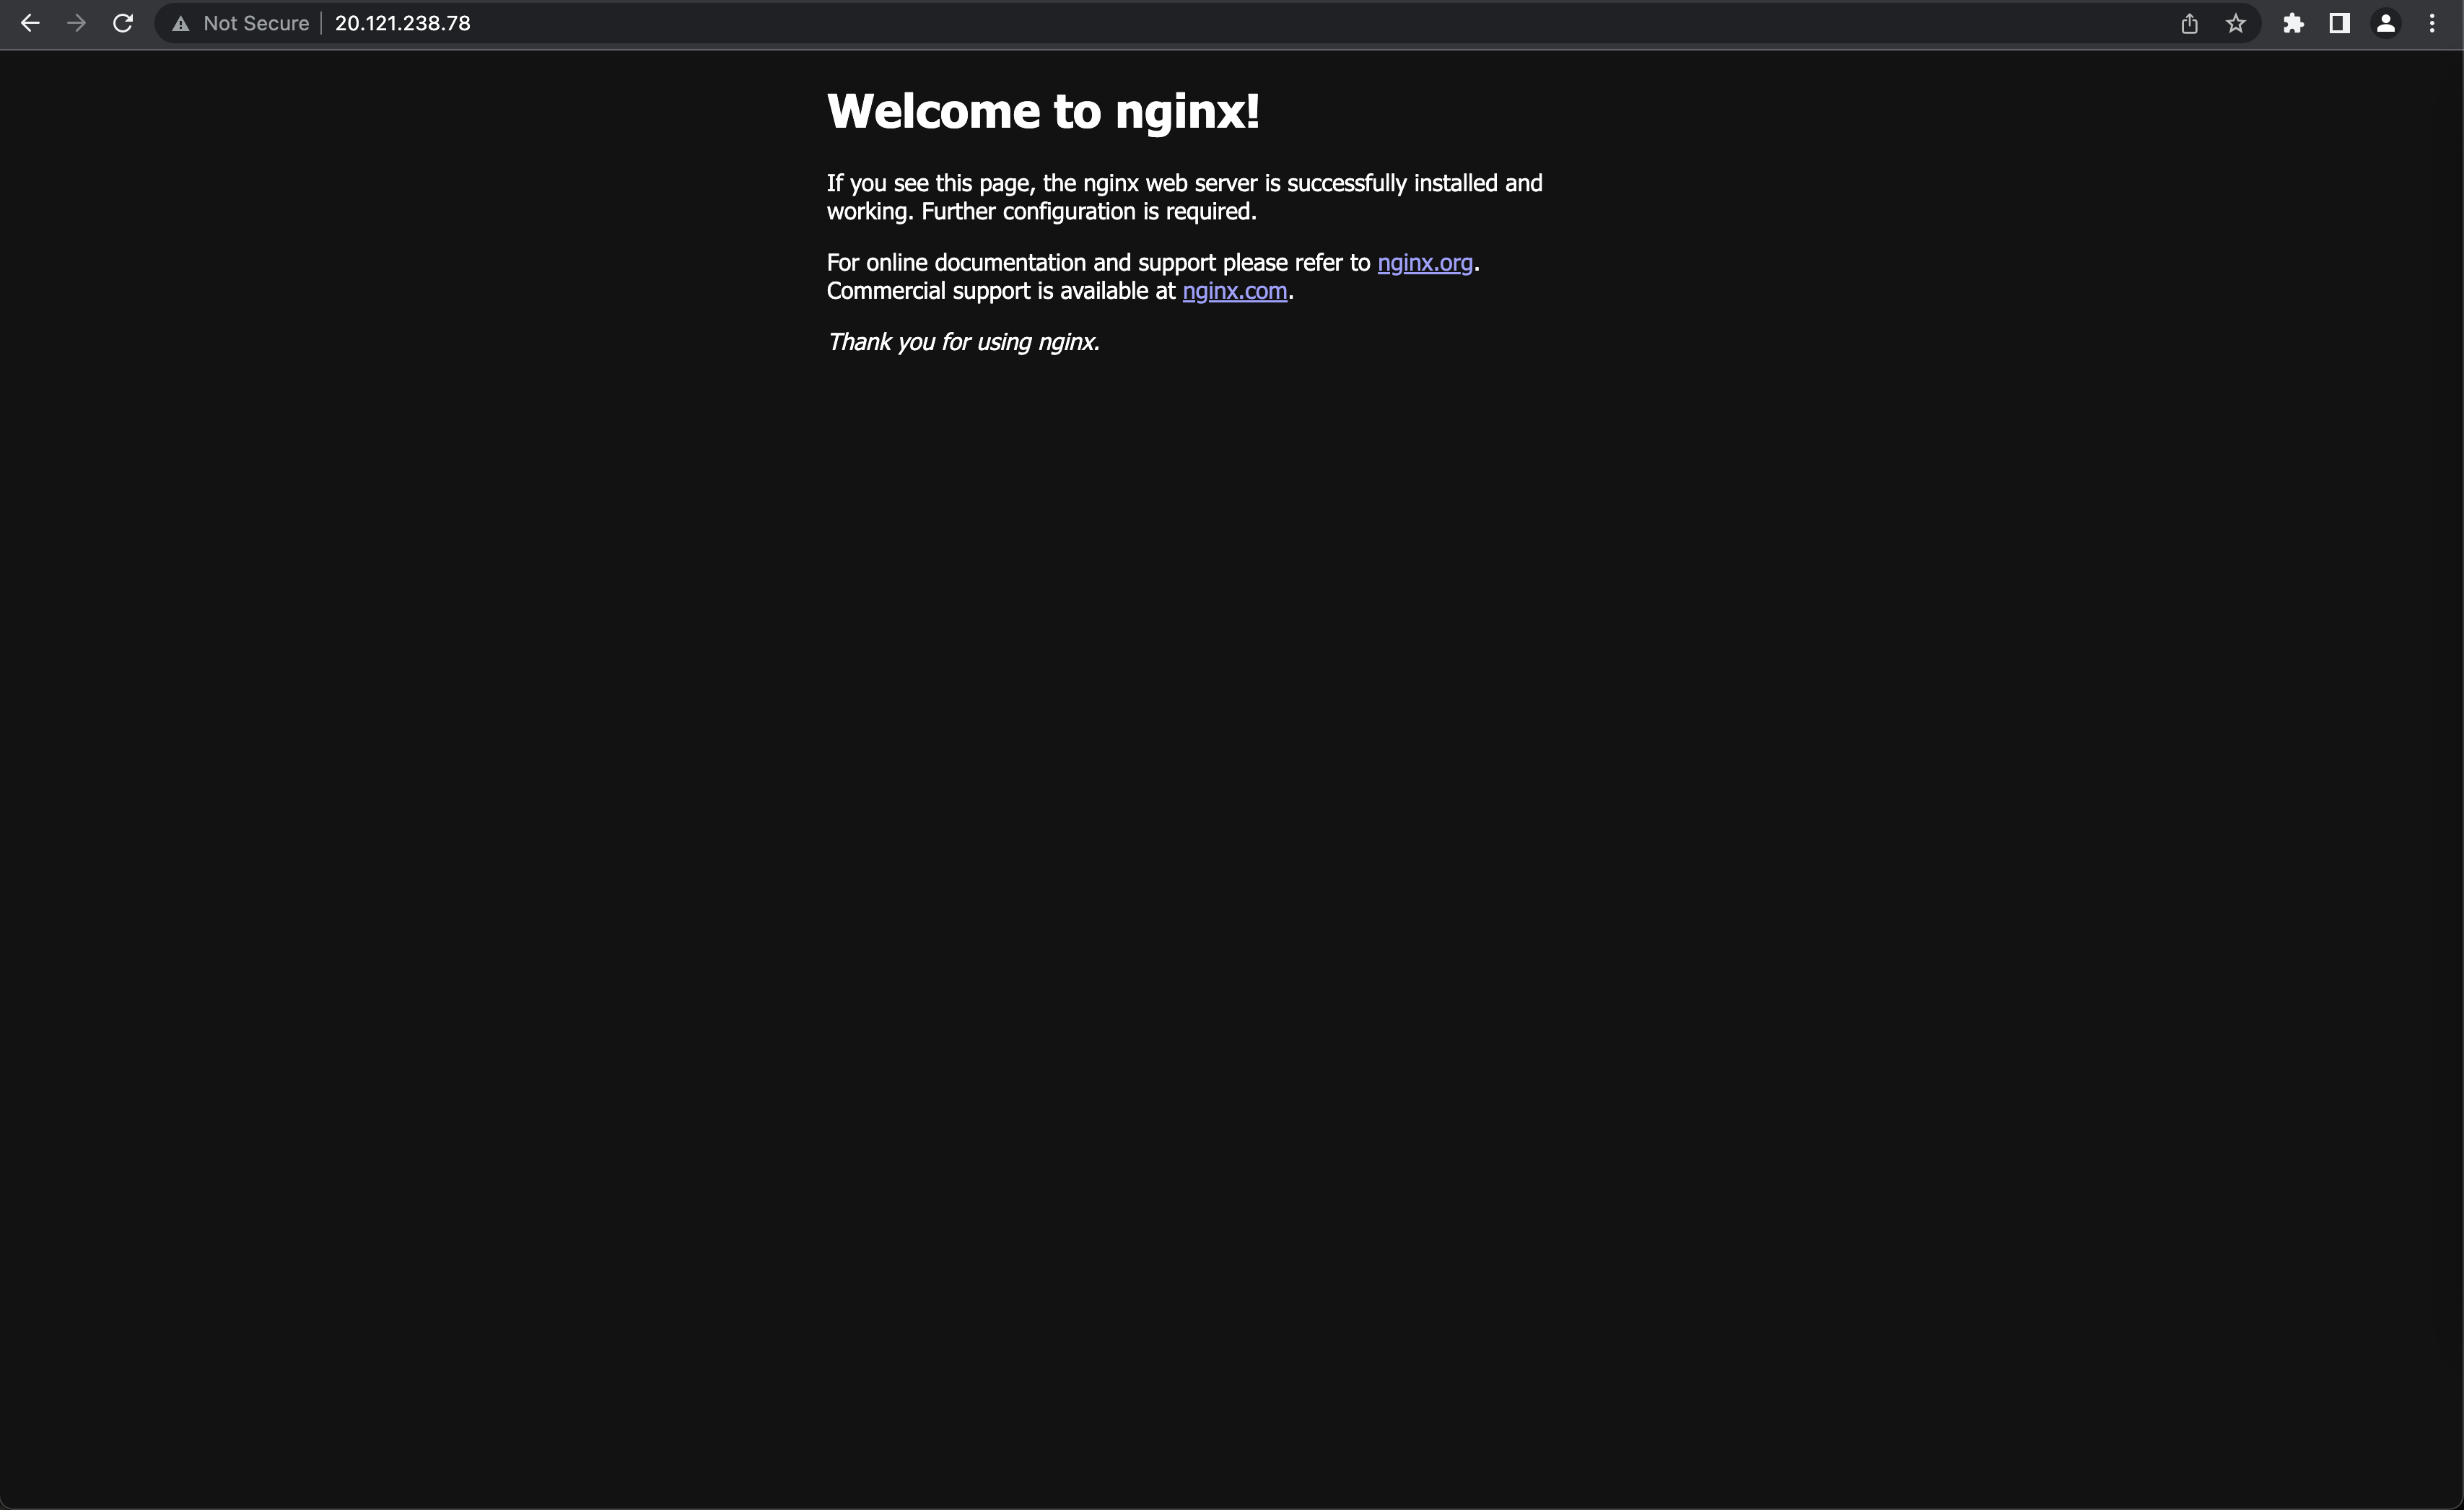 Not Secure 20.121.238.78
Welcome to nginx!
If you see this page, the nginx web server is successfully installed and
working. Further configuration is required.
For online documentation and support please refer to nginx.org.
Commercial support is available at nginx.com.
Thank you for using nginx.